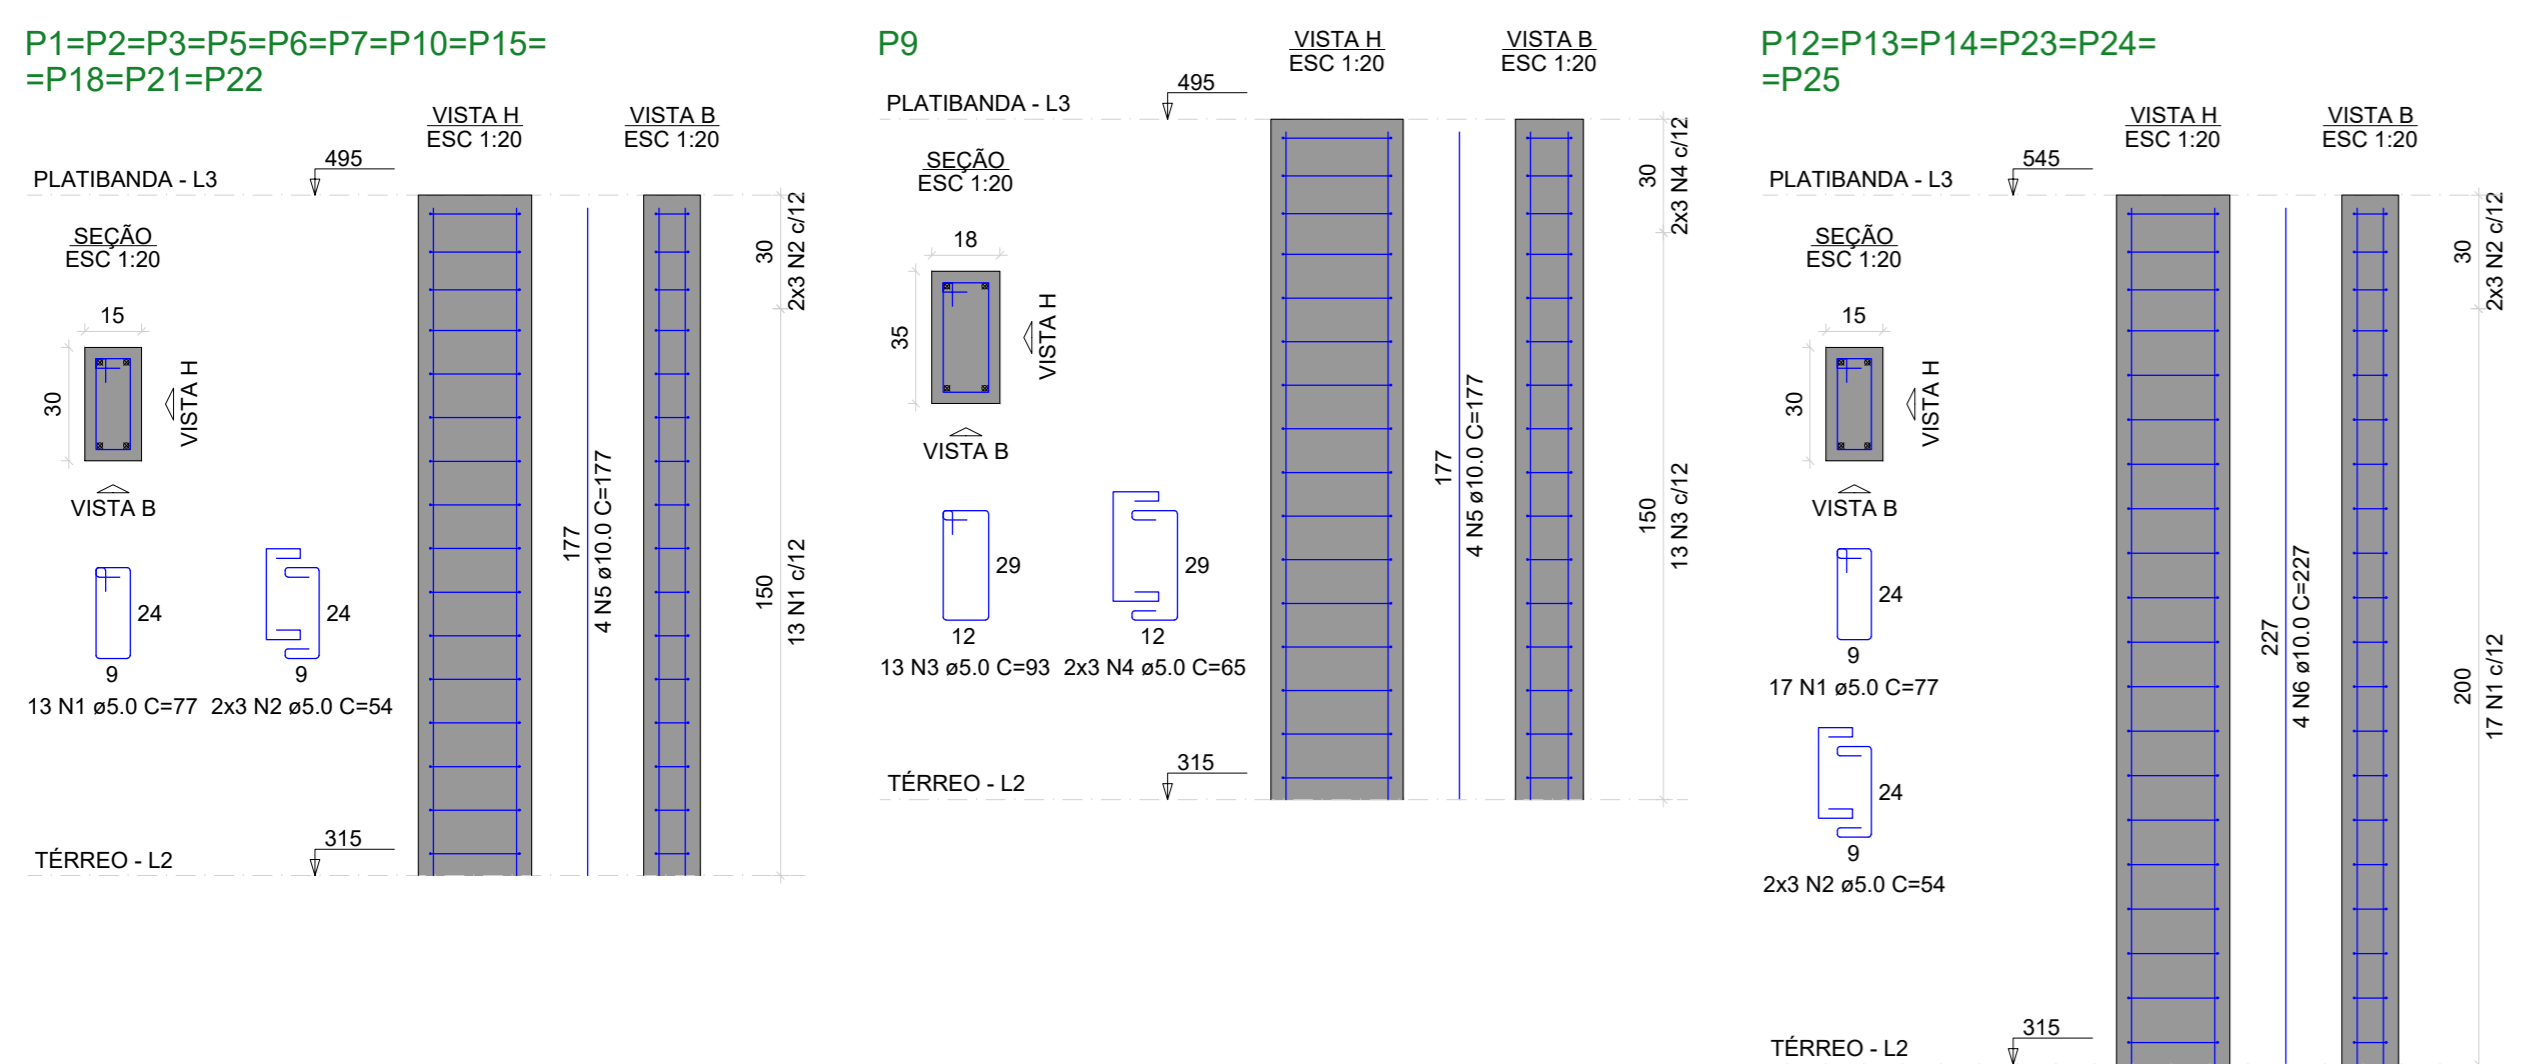 P1=P2=P3=P5=P6=P7=P10=P15=
=P18=P21=P22
VISTA H
ESC 1:20
VISTA B
ESC 1:20
495
PLATIBANDA - L3
SEÇÃO
ESC 1:20
15
30
VISTA H
VISTA B
24
9
13 N1 ø5.0 C=77
24
9
2x3 N2 ø5.0 C=54
177
4 N5 ø10.0 C=177
30
2x3 N2 c/12
150
13 N1 c/12
315
TÉRREO - L2
P9
VISTA H
ESC 1:20
VISTA B
ESC 1:20
495
PLATIBANDA - L3
SEÇÃO
ESC 1:20
18
35
VISTA H
VISTA B
29
12
13 N3 ø5.0 C=93
29
12
2x3 N4 ø5.0 C=65
177
4 N5 ø10.0 C=177
30
2x3 N4 c/12
150
13 N3 c/12
315
TÉRREO - L2
P12=P13=P14=P23=P24=
=P25
VISTA H
ESC 1:20
VISTA B
ESC 1:20
545
PLATIBANDA - L3
SEÇÃO
ESC 1:20
15
30
VISTA H
VISTA B
24
9
17 N1 ø5.0 C=77
24
9
2x3 N2 ø5.0 C=54
227
4 N6 ø10.0 C=227
30
2x3 N2 c/12
200
17 N1 c/12
315
TÉRREO - L2